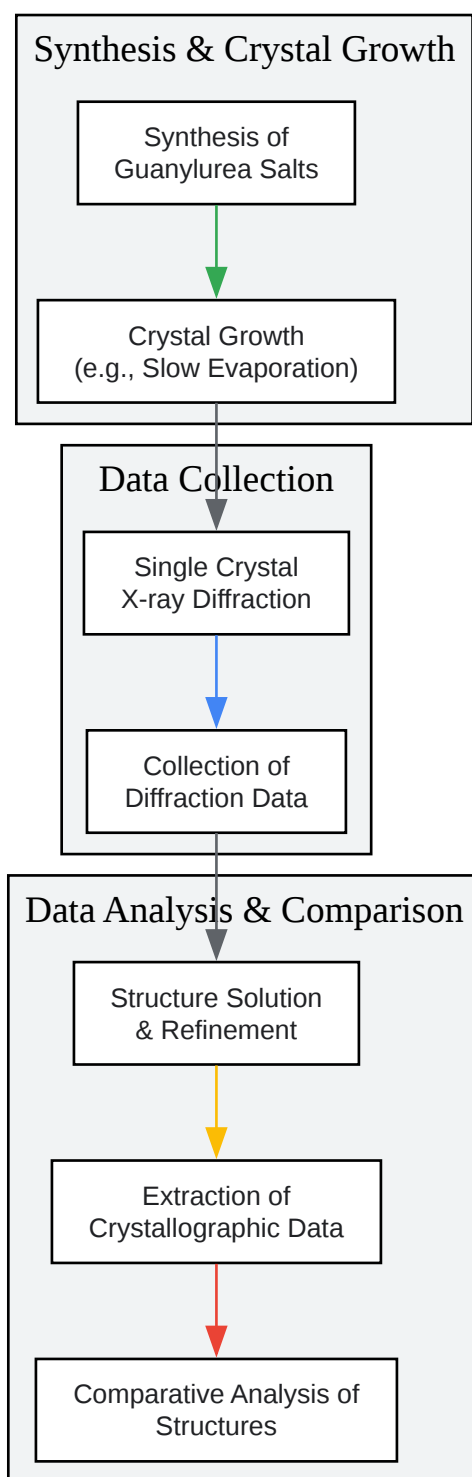 Synthesis & Crystal Growth
Synthesis of
Guanylurea Salts
Crystal Growth
(e.g., Slow Evaporation)
Data Collection
Single Crystal
X-ray Diffraction
Collection of
Diffraction Data
Data Analysis & Comparison
Structure Solution
& Refinement
Extraction of
Crystallographic Data
Comparative Analysis of
Structures